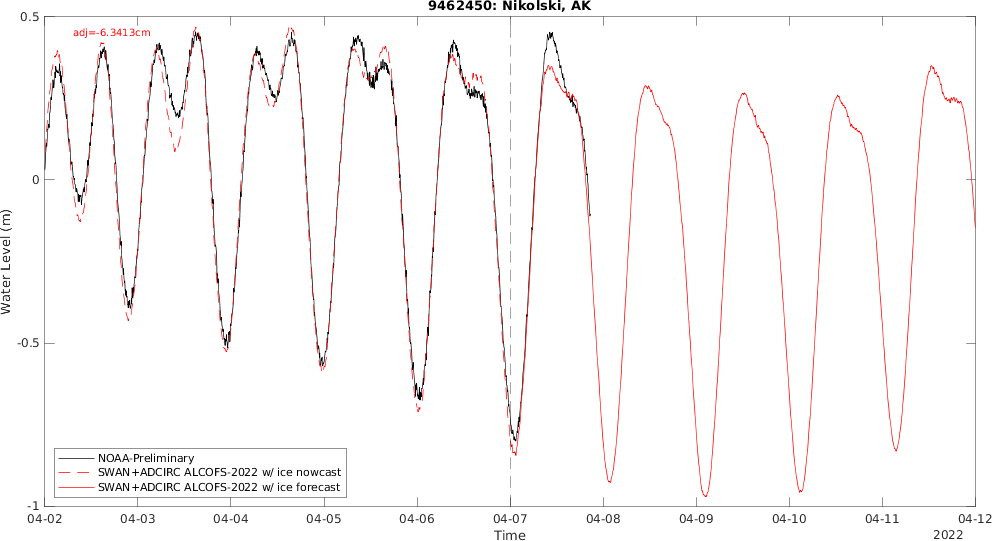 9462450: Nikolski, AK
adj=-6.3413cm
0.5
0
-0.5
-1
Water Level (m)
NOAA-Preliminary
SWAN+ADCIRC ALCOFS-2022 w/ ice nowcast
SWAN+ADCIRC ALCOFS-2022 w/ ice forecast
04-02 04-03 04-04 04-05 04-06 04-07 04-08 04-09 04-10 04-11 04-12
Time
2022